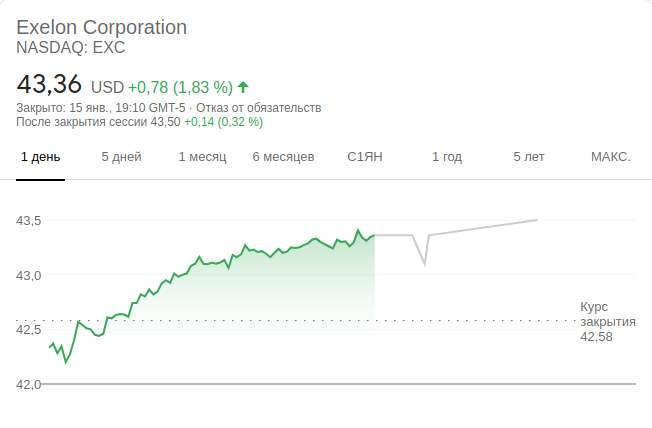 Exelon Corporation
NASDAQ: EXC
43,36 USD +0,78 (1,83 %)
Закрыто: 15 янв., 19:10 GMT-5 · Отказ от обязательств
После закрытия сессии 43,50 +0,14 (0,32 %)
1 день 5 дней 1 месяц 6 месяцев С1ЯН 1 год 5 лет МАКС.
43,5
43,0
42,5
42,0
Курс
закрытия
42,58